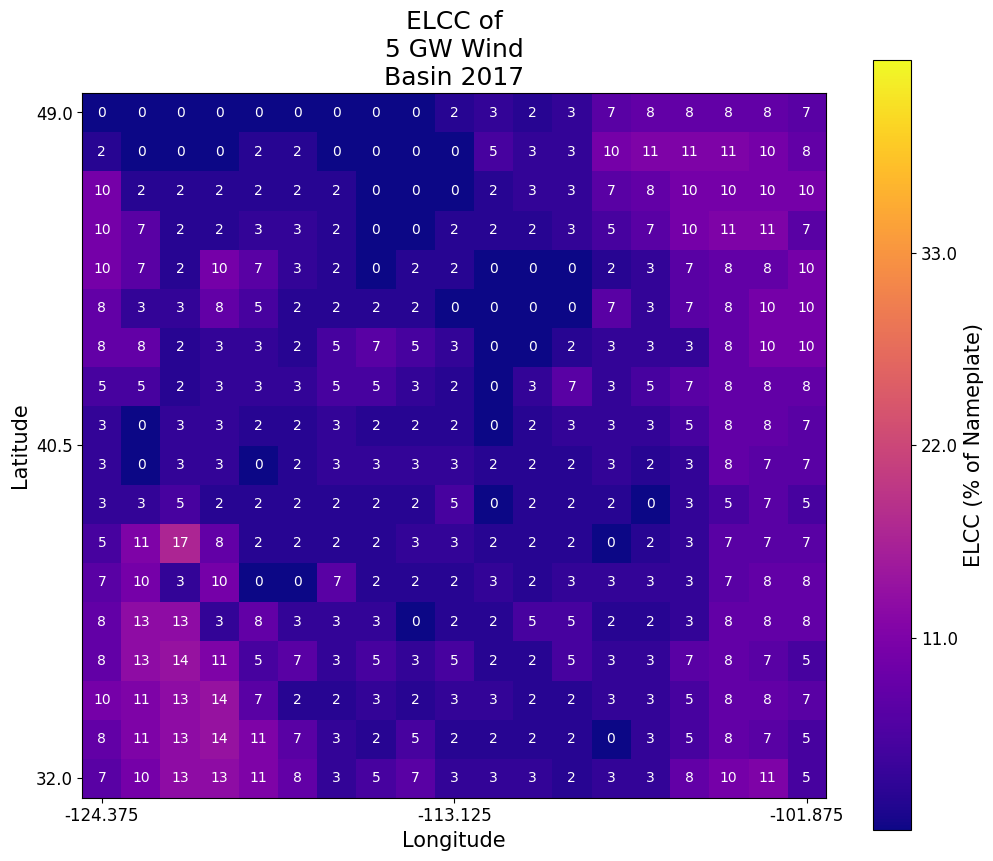 ELCC of
5 GW Wind
Basin 2017
49.0
0 0 0 0 0 0 0 0 0 2 3 2 3 7 8 8 8 8 7
2 0 0 0 2 2 0 0 0 0 5 3 3 10 11 11 11 10 8
10 2 2 2 2 2 2 0 0 0 2 3 3 7 8 10 10 10 10
10 7 2 2 3 3 2 0 0 2 2 2 3 5 7 10 11 11 7
10 7 2 10 7 3 2 0 2 2 0 0 0 2 3 7 8 8 10
33.0
8 3 3 8 5 2 2 2 2 0 0 0 0 7 3 7 8 10 10
8 8 2 3 3 2 5 7 5 3 0 0 2 3 3 3 8 10 10
5 5 2 3 3 3 5 5 3 2 0 3 7 3 5 7 8 8 8
3 0 3 3 2 2 3 2 2 2 0 2 3 3 3 5 8 8 7
40.5
22.0
3 0 3 3 0 2 3 3 3 3 2 2 2 3 2 3 8 7 7
3 3 5 2 2 2 2 2 2 5 0 2 2 2 0 3 5 7 5
5 11 17 8 2 2 2 2 3 3 2 2 2 0 2 3 7 7 7
7 10 3 10 0 0 7 2 2 2 3 2 3 3 3 3 7 8 8
8 13 13 3 8 3 3 3 0 2 2 5 5 2 2 3 8 8 8
11.0
8 13 14 11 5 7 3 5 3 5 2 2 5 3 3 7 8 7 5
10 11 13 14 7 2 2 3 2 3 3 2 2 3 3 5 8 8 7
8 11 13 14 11 7 3 2 5 2 2 2 2 0 3 5 8 7 5
32.0
7 10 13 13 11 8 3 5 7 3 3 3 2 3 3 8 10 11 5
-124.375
-113.125
-101.875
Longitude
Latitude
ELCC (% of Nameplate)